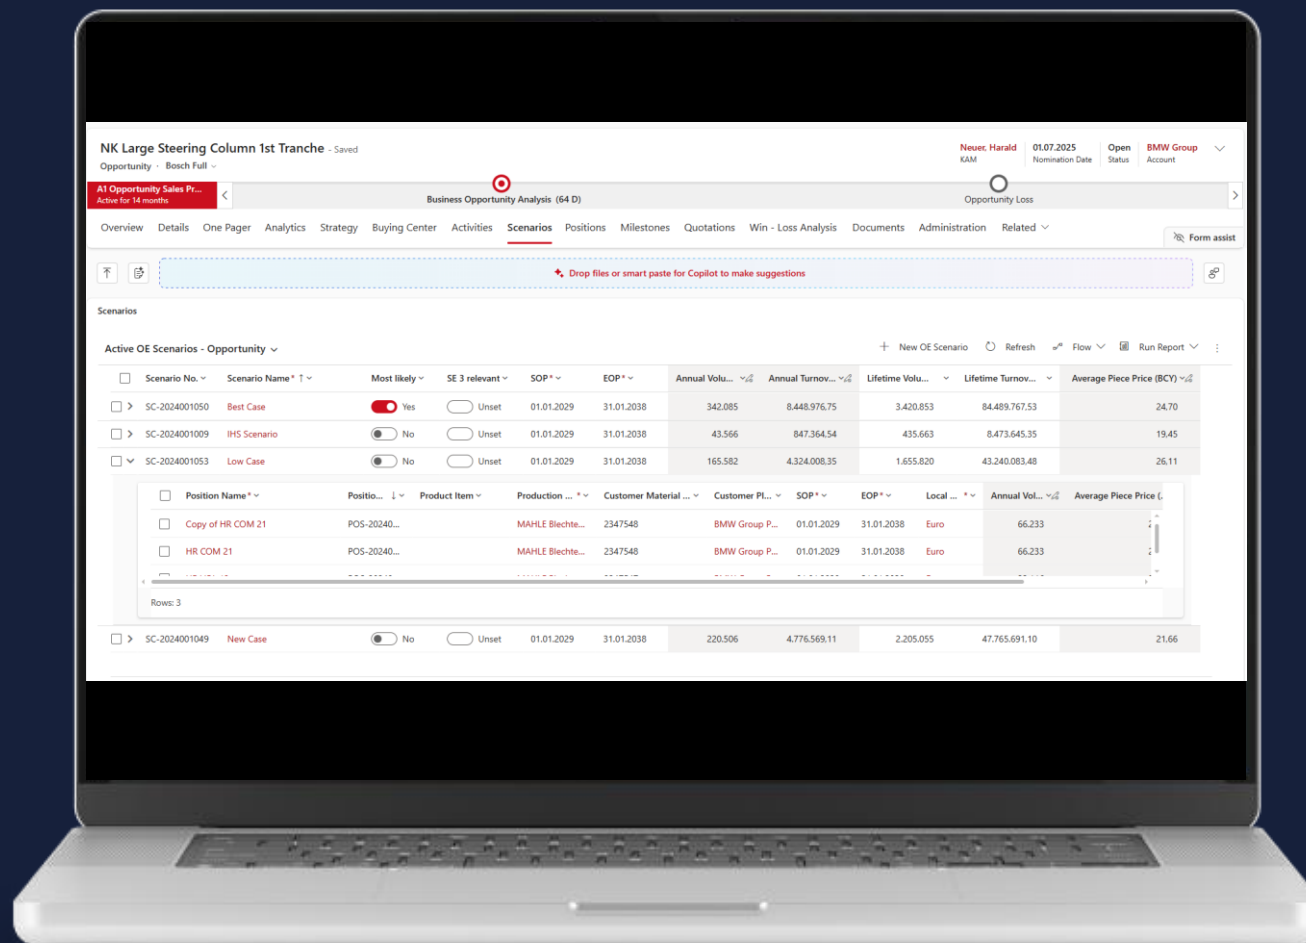 NK Large Steering Column 1st Tranche - Saved
Opportunity · Bosch Full
Neuer. Harald 01.07.2025 Open BMW Group
KAM Nomination Date Status Account
A1 Opportunity Sales Pr...
Active for 14 months
Business Opportunity Analysis (64 D) Opportunity Loss
Overview Details One Pager Analytics Strategy Buying Center Activities Scenarios Positions Milestones Quotations Win - Loss Analysis Documents Administration Related
Form assist
Drop files or smart paste for Copilot to make suggestions
Scenarios
Active OE Scenarios - Opportunity
New OE Scenario Refresh Flow Run Report
Scenario No. Scenario Name* Most likely SE 3 relevant SOP* EOP* Annual Volu... Annual Turnov... Lifetime Volu... Lifetime Turnov... Average Piece Price (BCY)
SC-2024001050 Best Case Yes Unset 01.01.2029 31.01.2038 342.085 8.448.976,75 3.420.853 84.489.767,53 24,70
SC-2024001009 IHS Scenario No Unset 01.01.2029 31.01.2038 43.566 847.364,54 435.663 8.473.645,35 19,45
SC-2024001053 Low Case No Unset 01.01.2029 31.01.2038 165.582 4.324.008,35 1.655.820 43.240.083,48 26,11
Position Name* Positio... Product Item Production ... * Customer Material ... Customer Pl... SOP* EOP* Local ... * Annual Vol... Average Piece Price (.
Copy of HR COM 21 POS-20240... MAHLE Blechte... 2347548 BMW Group P... 01.01.2029 31.01.2038 Euro 66.233
HR COM 21 POS-20240... MAHLE Blechte... 2347548 BMW Group P... 01.01.2029 31.01.2038 Euro 66.233
Rows: 3
SC-2024001049 New Case No Unset 01.01.2029 31.01.2038 220.506 4.776.569,11 2.205.055 47.765.691,10 21,66